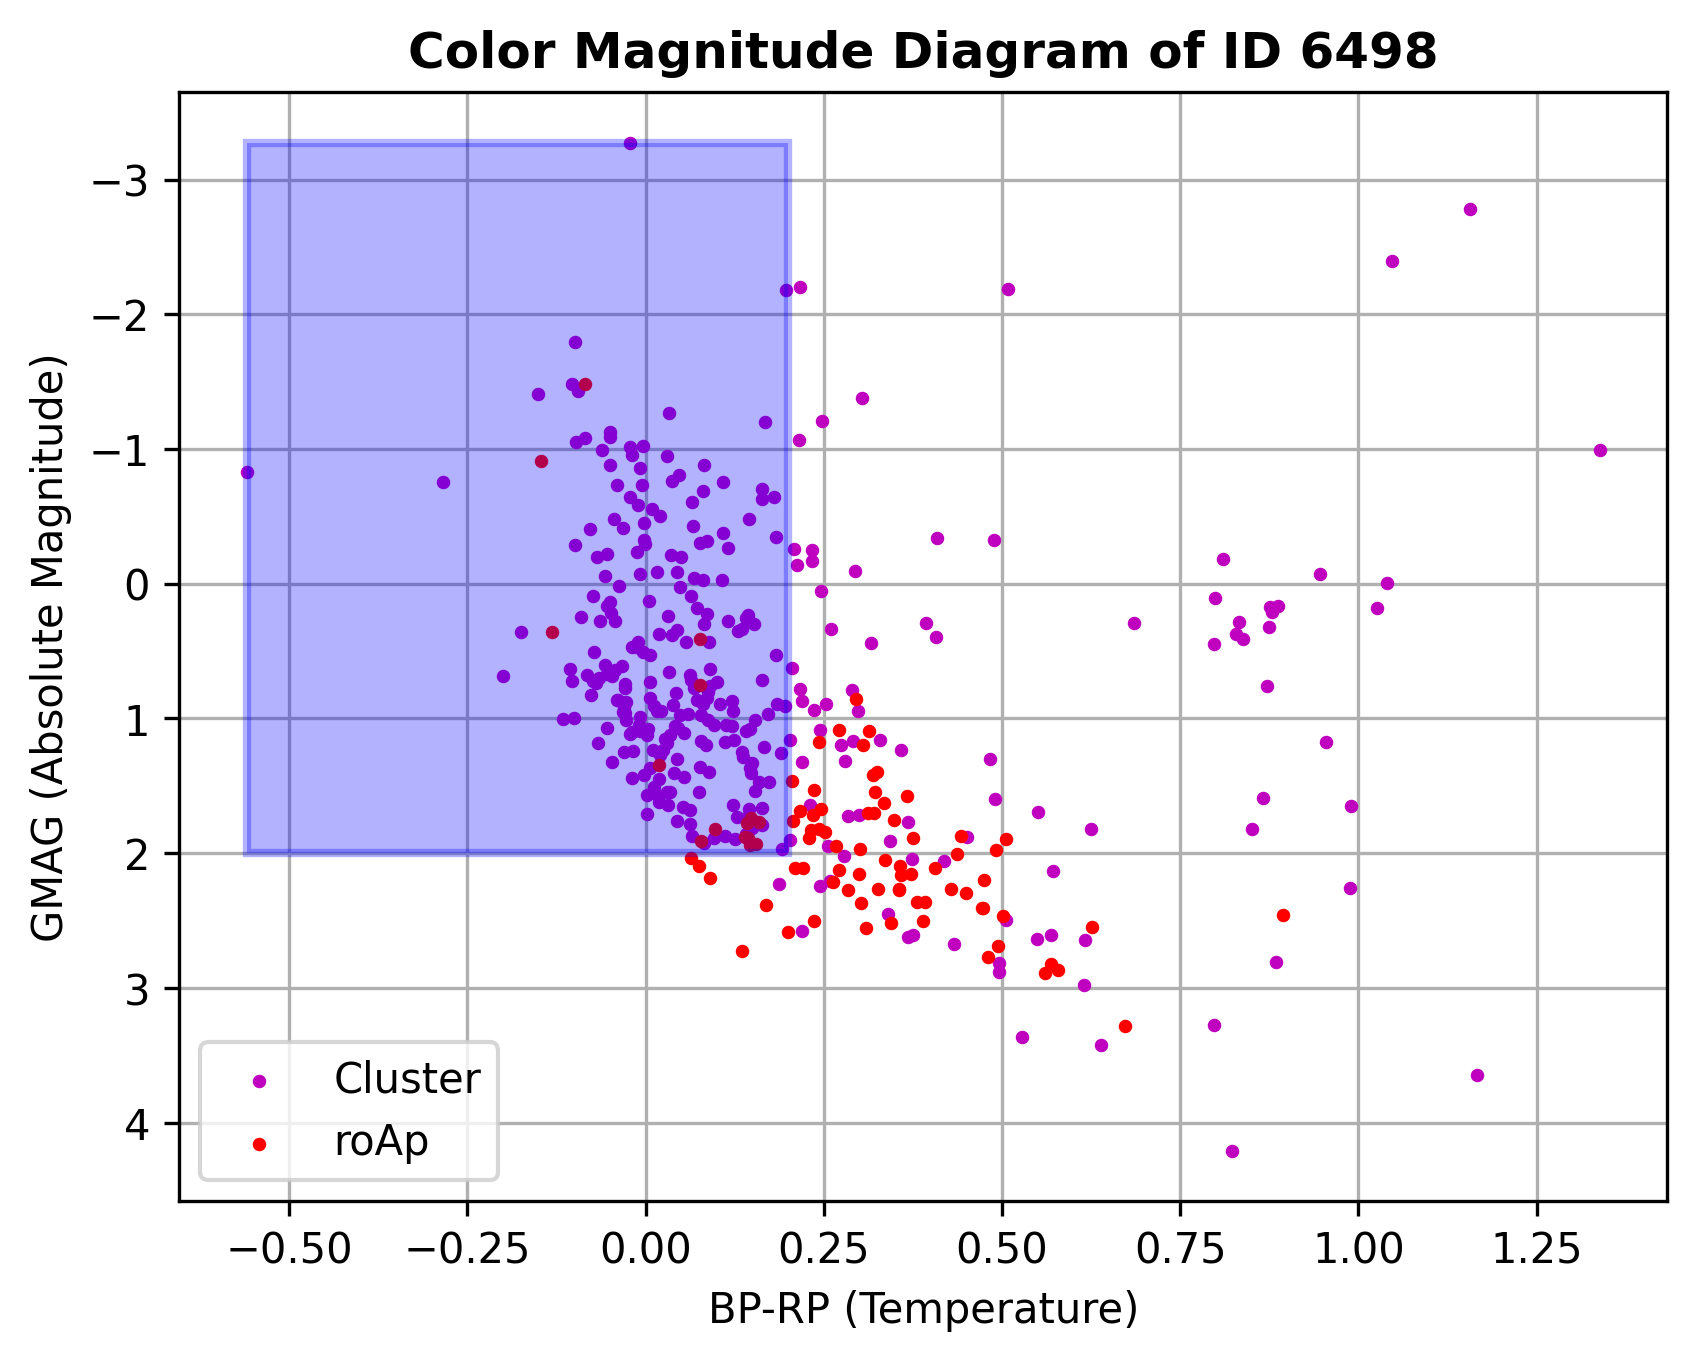 Color Magnitude Diagram of ID 6498
GMAG (Absolute Magnitude)
−3
−2
−1
0
1
2
3
4
Cluster
roAp
−0.50 −0.25 0.00 0.25 0.50 0.75 1.00 1.25
BP-RP (Temperature)